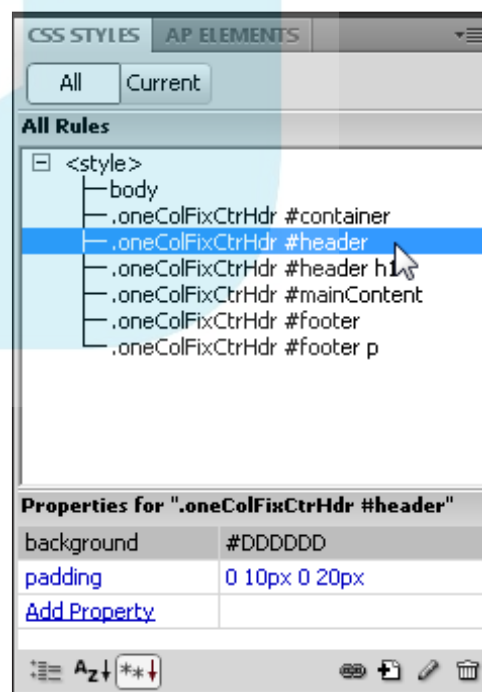 CSS STYLES AP ELEMENTS
All Current
All Rules
<style>
body
.oneColFixCtrHdr #container
.oneColFixCtrHdr #header
.oneColFixCtrHdr #header h1
.oneColFixCtrHdr #mainContent
.oneColFixCtrHdr #footer
.oneColFixCtrHdr #footer p
Properties for ".oneColFixCtrHdr #header"
background #DDDDDD
padding 0 10px 0 20px
Add Property
Az↓ **↓